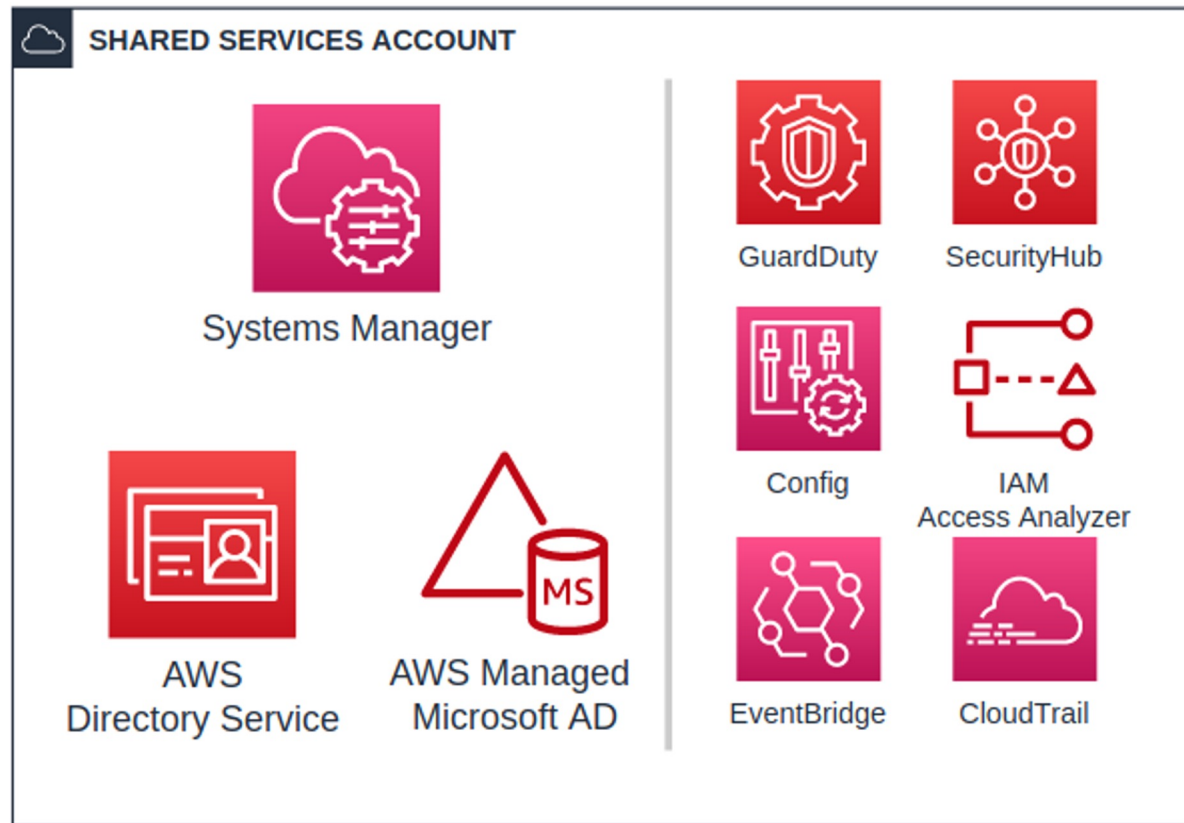 SHARED SERVICES ACCOUNT
Systems Manager
MS
AWS
Directory Service
AWS Managed
Microsoft AD
GuardDuty
SecurityHub
Config
IAM
Access Analyzer
EventBridge
CloudTrail